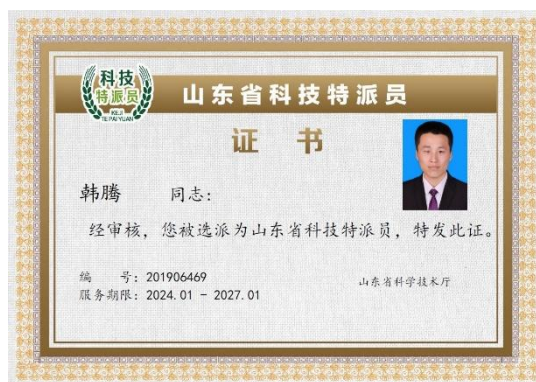 科技
特派员
KEJI
TEPAIYUAN
山东省科技特派员
证书
韩腾 同志:
经审核，您被选派为山东省科技特派员，特发此证。
编 号: 201906469
山东省科学技术厅
服务期限: 2024.01 - 2027.01